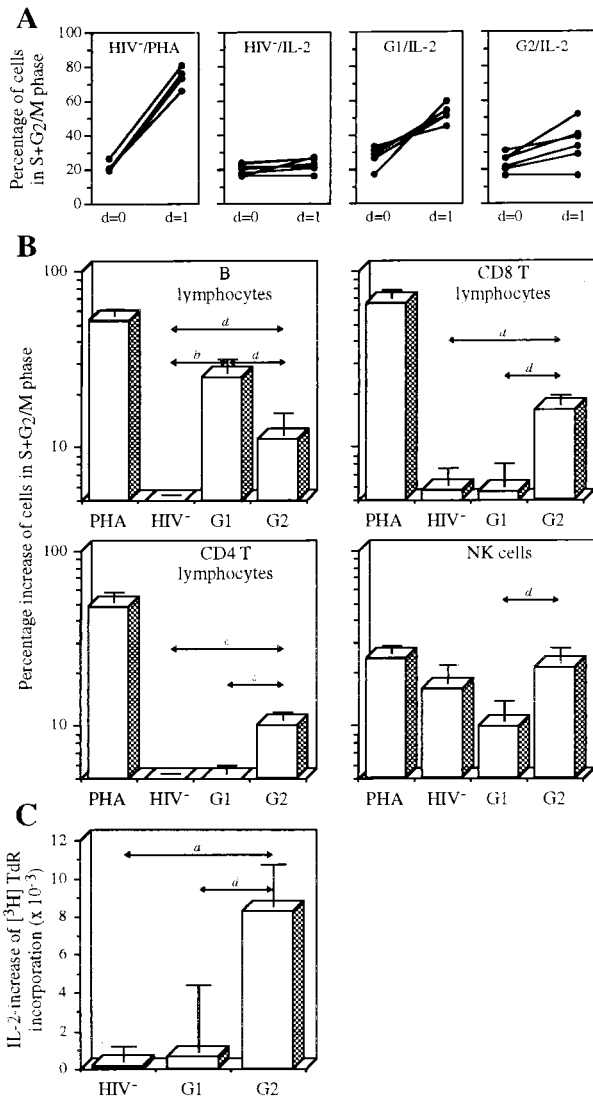 A
HIV⁻/PHA
HIV⁻/IL-2
G1/IL-2
G2/IL-2
Percentage of cells
in S+G₂/M phase
100
80
60
40
20
0
d=0 d=1
d=0 d=1
d=0 d=1
d=0 d=1
B
Percentage increase of cells in S+G₂/M phase
100
10
B
lymphocytes
d
b d
PHA HIV⁻ G1 G2
CD8 T
lymphocytes
d
d
PHA HIV⁻ G1 G2
100
10
CD4 T
lymphocytes
c
c
PHA HIV⁻ G1 G2
NK cells
d
PHA HIV⁻ G1 G2
C
IL-2-increase of [³H] TdR
incorporation (x 10⁻³)
12
10
8
6
4
2
0
a
d
HIV⁻ G1 G2